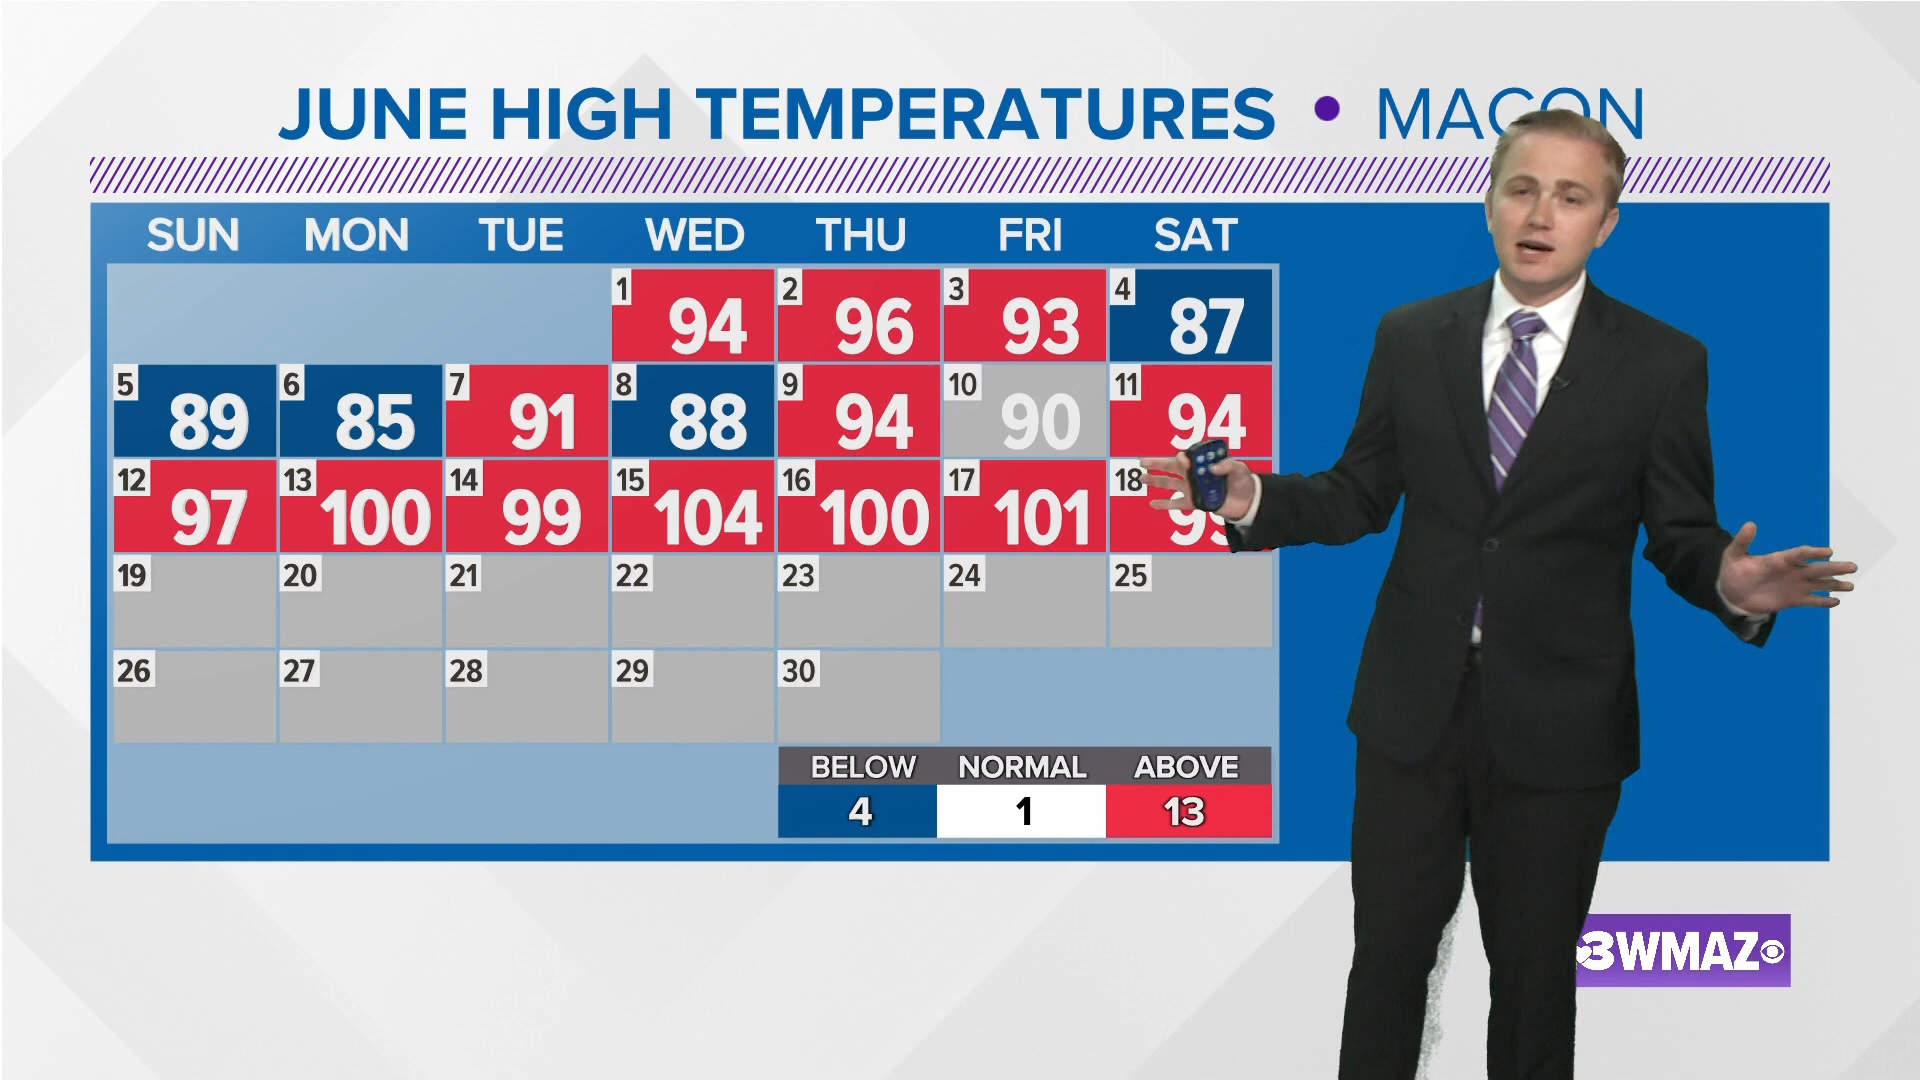 JUNE HIGH TEMPERATURES • MACON
SUN MON TUE WED THU FRI SAT
1 94 2 96 3 93 4 87
5 89 6 85 7 91 8 88 9 94 10 90 11 94
12 97 13 100 14 99 15 104 16 100 17 101 18
19 20 21 22 23 24 25
26 27 28 29 30
BELOW NORMAL ABOVE
4 1 13
3WMAZ